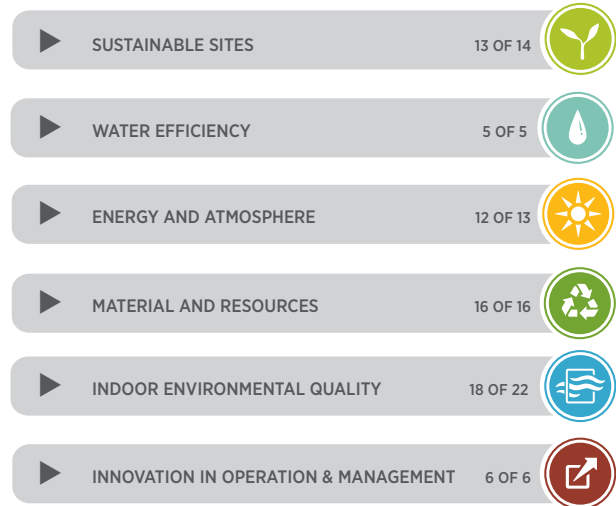 SUSTAINABLE SITES 13 OF 14
WATER EFFICIENCY 5 OF 5
ENERGY AND ATMOSPHERE 12 OF 13
MATERIAL AND RESOURCES 16 OF 16
INDOOR ENVIRONMENTAL QUALITY 18 OF 22
INNOVATION IN OPERATION & MANAGEMENT 6 OF 6